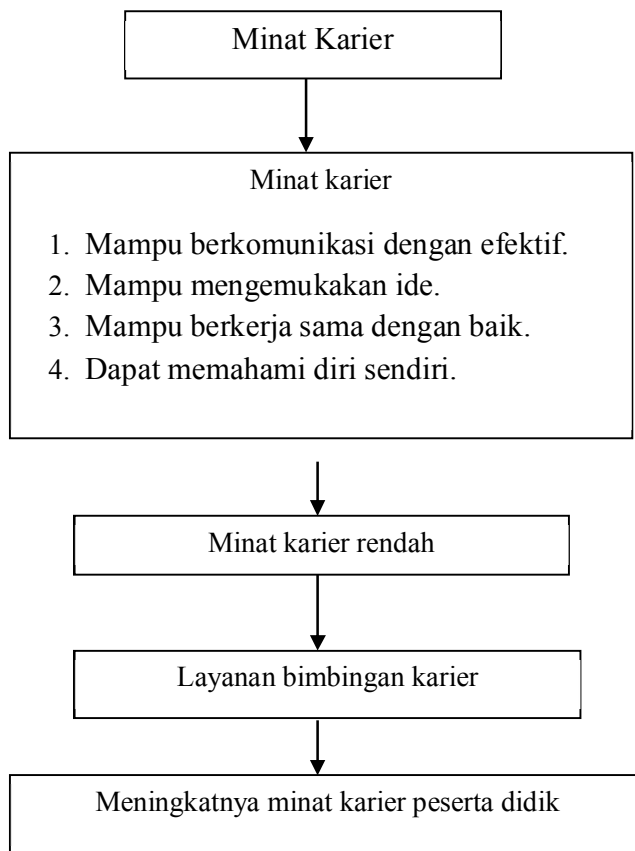 Minat Karier
Minat karier
1. Mampu berkomunikasi dengan efektif.
2. Mampu mengemukakan ide.
3. Mampu berkerja sama dengan baik.
4. Dapat memahami diri sendiri.
Minat karier rendah
Layanan bimbingan karier
Meningkatnya minat karier peserta didik